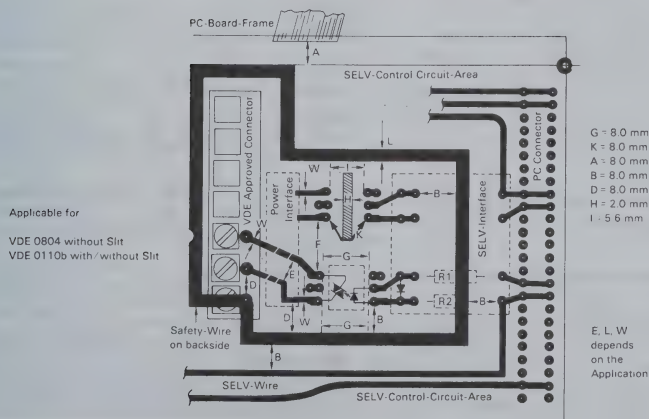 PC-Board-Frame
A
SELV-Control Circuit-Area
L
W
I
VDE Approved Connector
Power
Interface
H
B
K
F
G
W
E
D
D
W
G
B
R1
R2
B
SELV-Interface
PC Connector
G = 8.0 mm
K = 8.0 mm
A = 8.0 mm
B = 8.0 mm
D = 8.0 mm
H = 2.0 mm
I : 5.6 mm
Applicable for
VDE 0804 without Slit
VDE 0110b with/without Slit
Safety-Wire
on backside
B
SELV-Wire
SELV-Control-Circuit-Area
E, L, W
depends
on the
Application